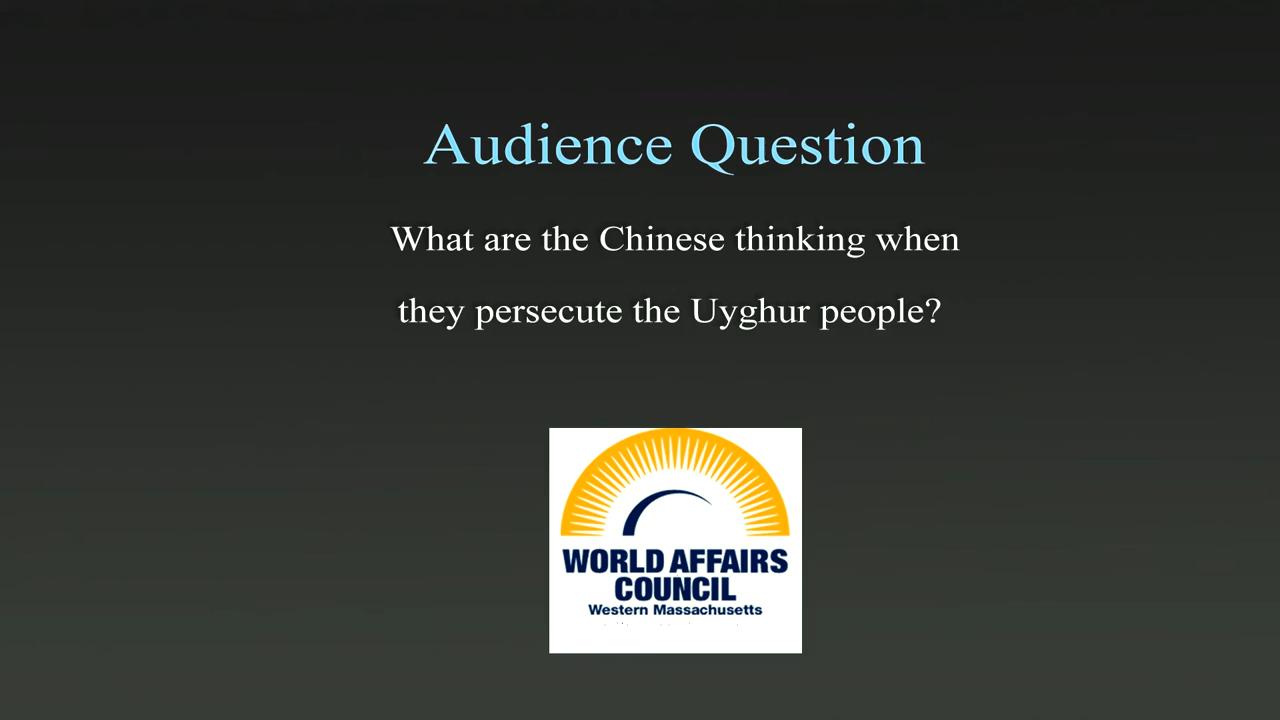 Audience Question
What are the Chinese thinking when
they persecute the Uyghur people?
WORLD AFFAIRS
COUNCIL
Western Massachusetts